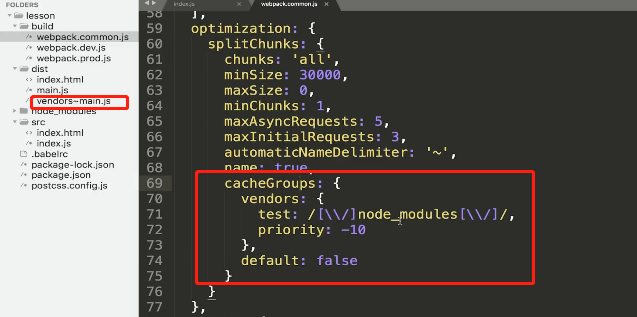 FOLDERS
lesson
build
webpack.common.js
webpack.dev.js
webpack.prod.js
dist
index.html
main.js
vendors~main.js
node_modules
src
index.html
index.js
.babelrc
package-lock.json
package.json
postcss.config.js
index.js
webpack.common.js
58 ],
59 optimization: {
60 splitChunks: {
61 chunks: 'all',
62 minSize: 30000,
63 maxSize: 0,
64 minChunks: 1,
65 maxAsyncRequests: 5,
66 maxInitialRequests: 3,
67 automaticNameDelimiter: '~',
68 name: true,
69 cacheGroups: {
70 vendors: {
71 test: /[\\/]node_modules[\\/]/,
72 priority: -10
73 },
74 default: false
75 }
76 }
77 },